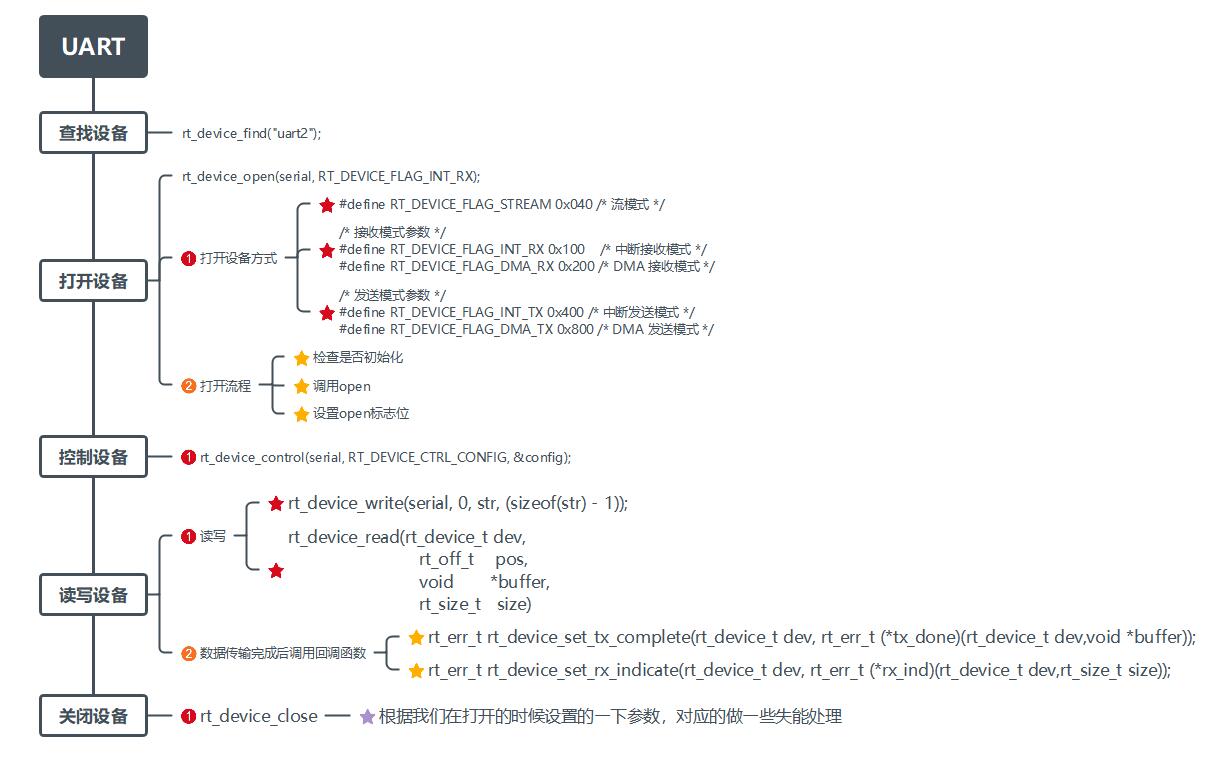 UART
查找设备
rt_device_find("uart2");
打开设备
rt_device_open(serial, RT_DEVICE_FLAG_INT_RX);
1 打开设备方式
#define RT_DEVICE_FLAG_STREAM 0x040 /* 流模式 */
/* 接收模式参数 */
#define RT_DEVICE_FLAG_INT_RX 0x100 /* 中断接收模式 */
#define RT_DEVICE_FLAG_DMA_RX 0x200 /* DMA 接收模式 */
/* 发送模式参数 */
#define RT_DEVICE_FLAG_INT_TX 0x400 /* 中断发送模式 */
#define RT_DEVICE_FLAG_DMA_TX 0x800 /* DMA 发送模式 */
2 打开流程
检查是否初始化
调用open
设置open标志位
控制设备
1 rt_device_control(serial, RT_DEVICE_CTRL_CONFIG, &config);
读写设备
1 读写
rt_device_write(serial, 0, str, (sizeof(str) - 1));
rt_device_read(rt_device_t dev,
rt_off_t pos,
void *buffer,
rt_size_t size)
2 数据传输完成后调用回调函数
rt_err_t rt_device_set_tx_complete(rt_device_t dev, rt_err_t (*tx_done)(rt_device_t dev,void *buffer));
rt_err_t rt_device_set_rx_indicate(rt_device_t dev, rt_err_t (*rx_ind)(rt_device_t dev,rt_size_t size));
关闭设备
1 rt_device_close
根据我们在打开的时候设置的一下参数，对应的做一些失能处理